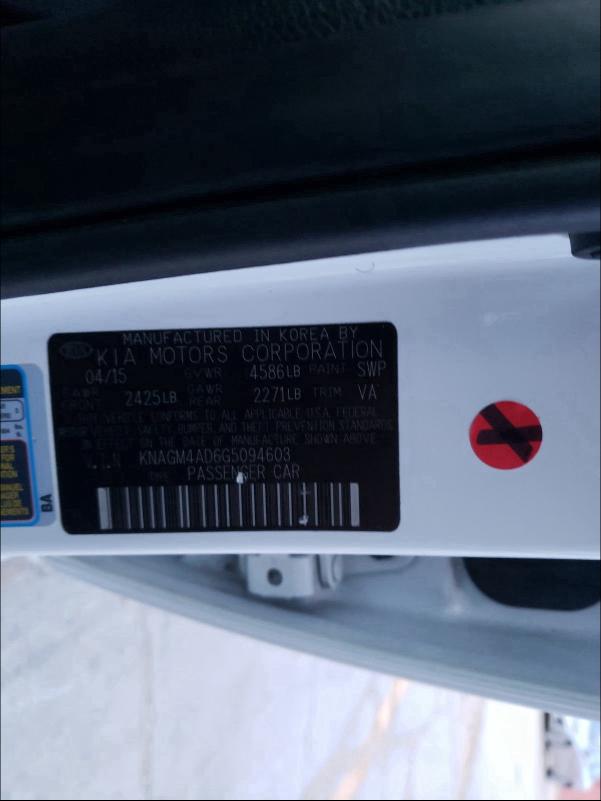 MANUFACTURED IN KOREA BY
KIA MOTORS CORPORATION
04/15 GVWR 4586LB PAINT SWP
GAWR FRONT 2425LB GAWR REAR 2271LB TRIM VA
THIS VEHICLE CONFORMS TO ALL APPLICABLE U.S.A. FEDERAL
MOTOR VEHICLE SAFETY, BUMPER, AND THEFT PREVENTION STANDARDS
IN EFFECT ON THE DATE OF MANUFACTURE SHOWN ABOVE.
V.I.N KNAGM4AD6G5094603
TYPE PASSENGER CAR
BA